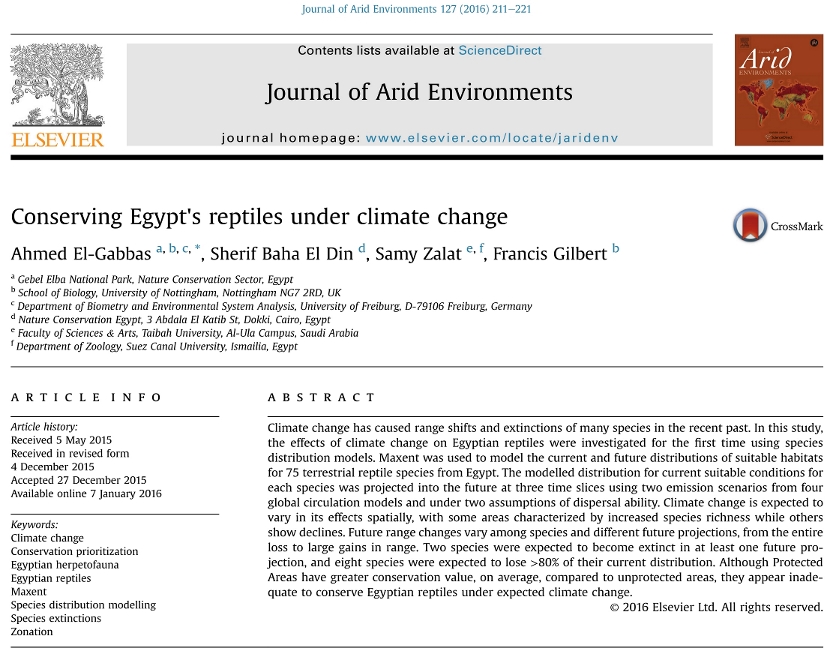 Journal of Arid Environments 127 (2016) 211–221
Contents lists available at ScienceDirect
Journal of Arid Environments
journal homepage: www.elsevier.com/locate/jaridenv
ELSEVIER
Arid
ENVIRONMENTS
Conserving Egypt's reptiles under climate change
CrossMark
Ahmed El-Gabbas a, b, c, *, Sherif Baha El Din d, Samy Zalat e, f, Francis Gilbert b
a Gebel Elba National Park, Nature Conservation Sector, Egypt
b School of Biology, University of Nottingham, Nottingham NG7 2RD, UK
c Department of Biometry and Environmental System Analysis, University of Freiburg, D-79106 Freiburg, Germany
d Nature Conservation Egypt, 3 Abdala El Katib St, Dokki, Cairo, Egypt
e Faculty of Sciences & Arts, Taibah University, Al-Ula Campus, Saudi Arabia
f Department of Zoology, Suez Canal University, Ismailia, Egypt
ARTICLE INFO
Article history:
Received 5 May 2015
Received in revised form
4 December 2015
Accepted 27 December 2015
Available online 7 January 2016
Keywords:
Climate change
Conservation prioritization
Egyptian herpetofauna
Egyptian reptiles
Maxent
Species distribution modelling
Species extinctions
Zonation
ABSTRACT
Climate change has caused range shifts and extinctions of many species in the recent past. In this study,
the effects of climate change on Egyptian reptiles were investigated for the first time using species
distribution models. Maxent was used to model the current and future distributions of suitable habitats
for 75 terrestrial reptile species from Egypt. The modelled distribution for current suitable conditions for
each species was projected into the future at three time slices using two emission scenarios from four
global circulation models and under two assumptions of dispersal ability. Climate change is expected to
vary in its effects spatially, with some areas characterized by increased species richness while others
show declines. Future range changes vary among species and different future projections, from the entire
loss to large gains in range. Two species were expected to become extinct in at least one future pro-
jection, and eight species were expected to lose >80% of their current distribution. Although Protected
Areas have greater conservation value, on average, compared to unprotected areas, they appear inade-
quate to conserve Egyptian reptiles under expected climate change.
© 2016 Elsevier Ltd. All rights reserved.